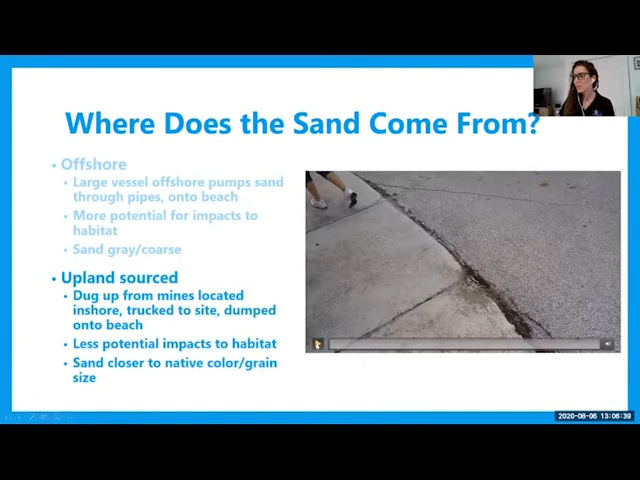 Where Does the Sand Come From?
• Offshore
• Large vessel offshore pumps sand
through pipes, onto beach
• More potential for impacts to
habitat
• Sand gray/coarse
• Upland sourced
• Dug up from mines located
inshore, trucked to site, dumped
onto beach
• Less potential impacts to habitat
• Sand closer to native color/grain
size
2020-08-06 13:06:39